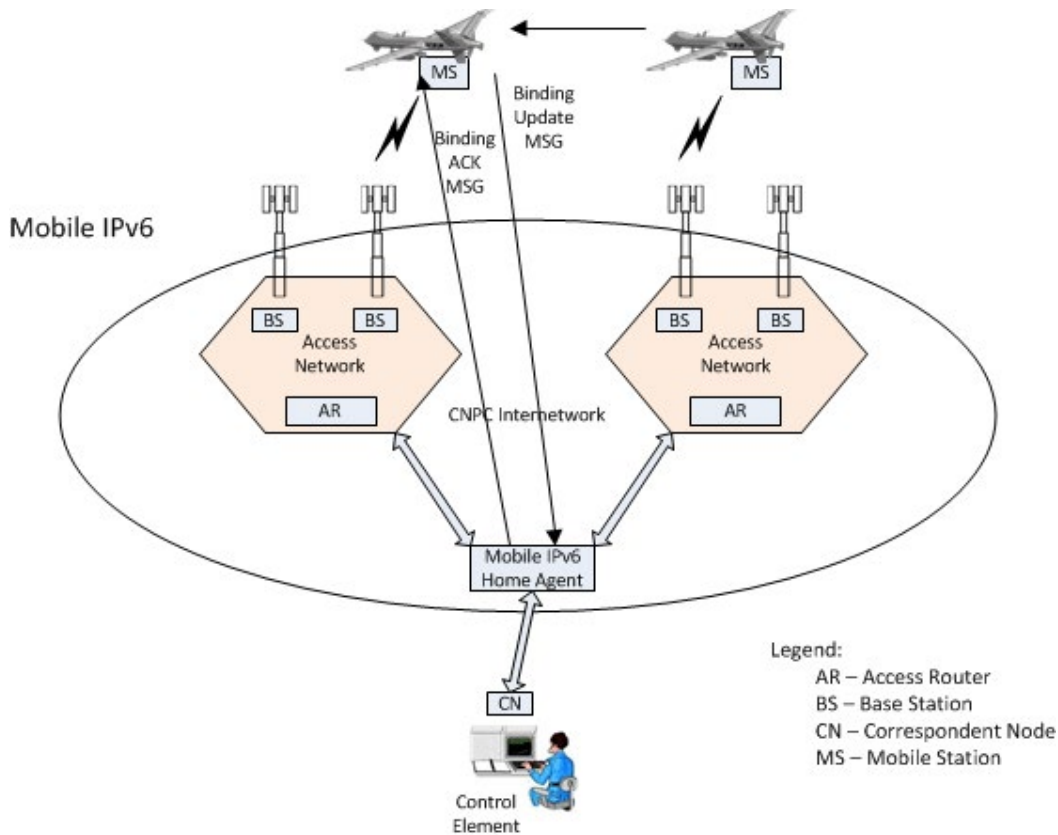 MS
MS
Binding
Update
MSG
Binding
ACK
MSG
Mobile IPv6
BS
BS
Access
Network
AR
BS
BS
Access
Network
AR
CNPC Internetwork
Mobile IPv6
Home Agent
CN
Control
Element
Legend:
AR – Access Router
BS – Base Station
CN – Correspondent Node
MS – Mobile Station